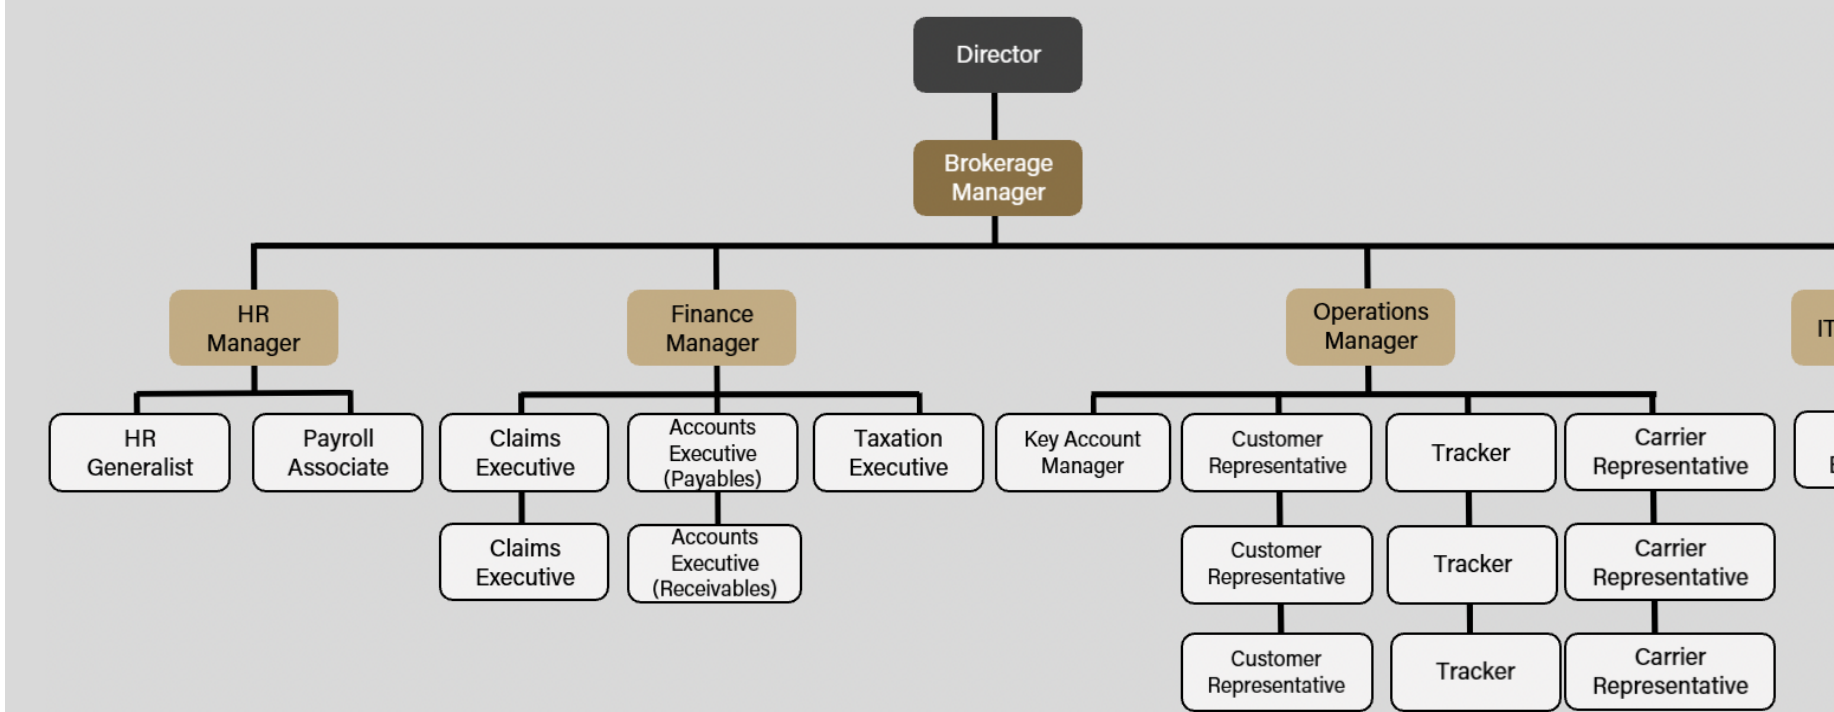 Director
Brokerage
Manager
HR
Manager
Finance
Manager
Operations
Manager
IT
HR
Generalist
Payroll
Associate
Claims
Executive
Accounts
Executive
(Payables)
Taxation
Executive
Key Account
Manager
Customer
Representative
Tracker
Carrier
Representative
Claims
Executive
Accounts
Executive
(Receivables)
Customer
Representative
Tracker
Carrier
Representative
Customer
Representative
Tracker
Carrier
Representative